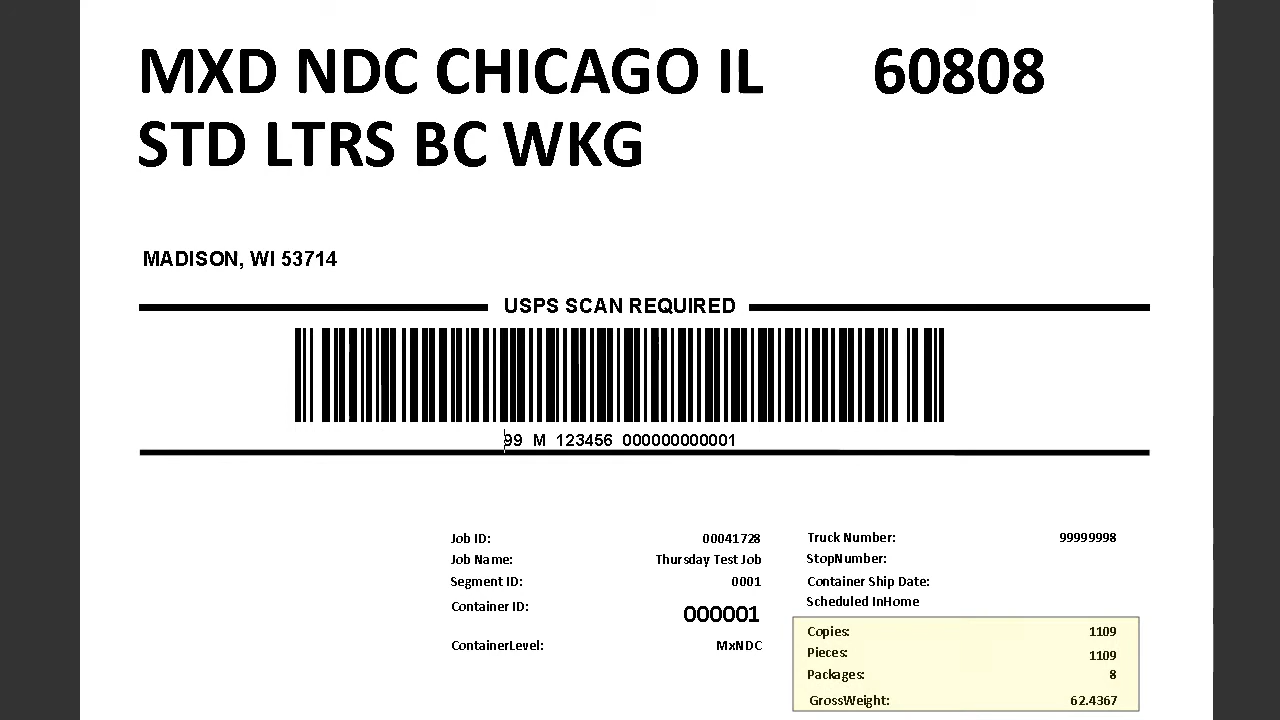 MXD NDC CHICAGO IL 60808
STD LTRS BC WKG
MADISON, WI 53714
USPS SCAN REQUIRED
99 M 123456 000000000001
Job ID: 00041728
Job Name: Thursday Test Job
Segment ID: 0001
Container ID: 000001
ContainerLevel: MxNDC
Truck Number: 99999998
StopNumber:
Container Ship Date:
Scheduled InHome
Copies: 1109
Pieces: 1109
Packages: 8
GrossWeight: 62.4367